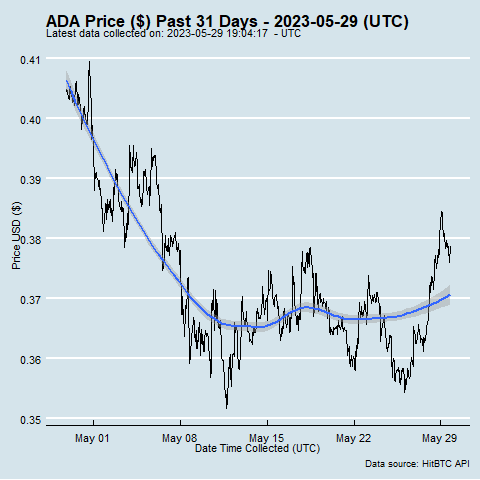 ADA Price ($) Past 31 Days - 2023-05-29 (UTC)
Latest data collected on: 2023-05-29 19:04:17  - UTC
0.41
0.40
0.39
0.38
0.37
0.36
0.35
Price USD ($)
May 01
May 08
May 15
May 22
May 29
Date Time Collected (UTC)
Data source: HitBTC API